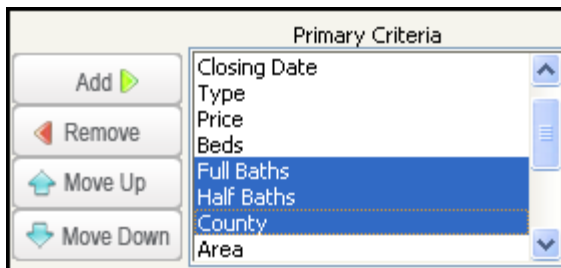 Primary Criteria
Add
Remove
Move Up
Move Down
Closing Date
Type
Price
Beds
Full Baths
Half Baths
County
Area